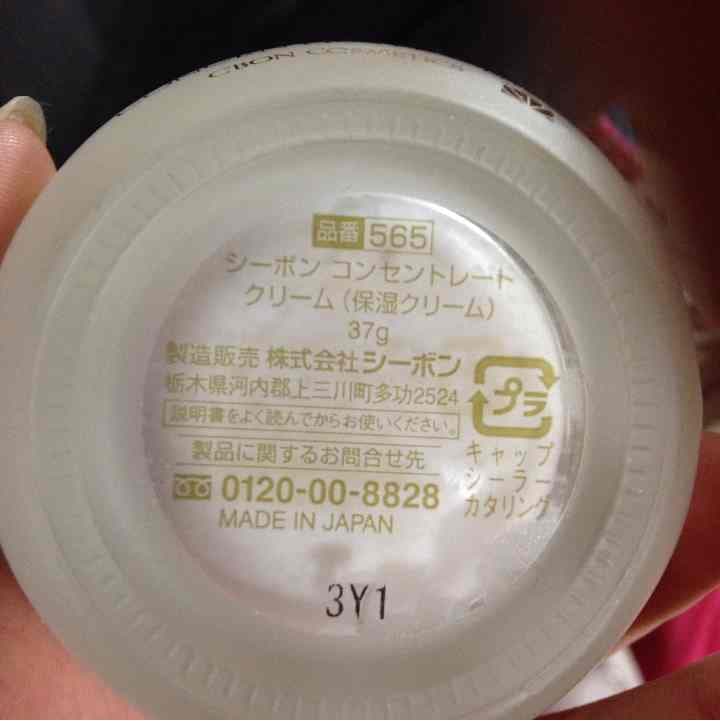 C'BON COSMETICS
品番 565
シーボン コンセントレート
クリーム（保湿クリーム）
37g
製造販売 株式会社シーボン
栃木県河内郡上三川町多功2524
説明書をよく読んでからお使いください。
製品に関するお問合せ先
0120-00-8828
MADE IN JAPAN
プラ
キャップ
シーラー
カタリング
3Y1